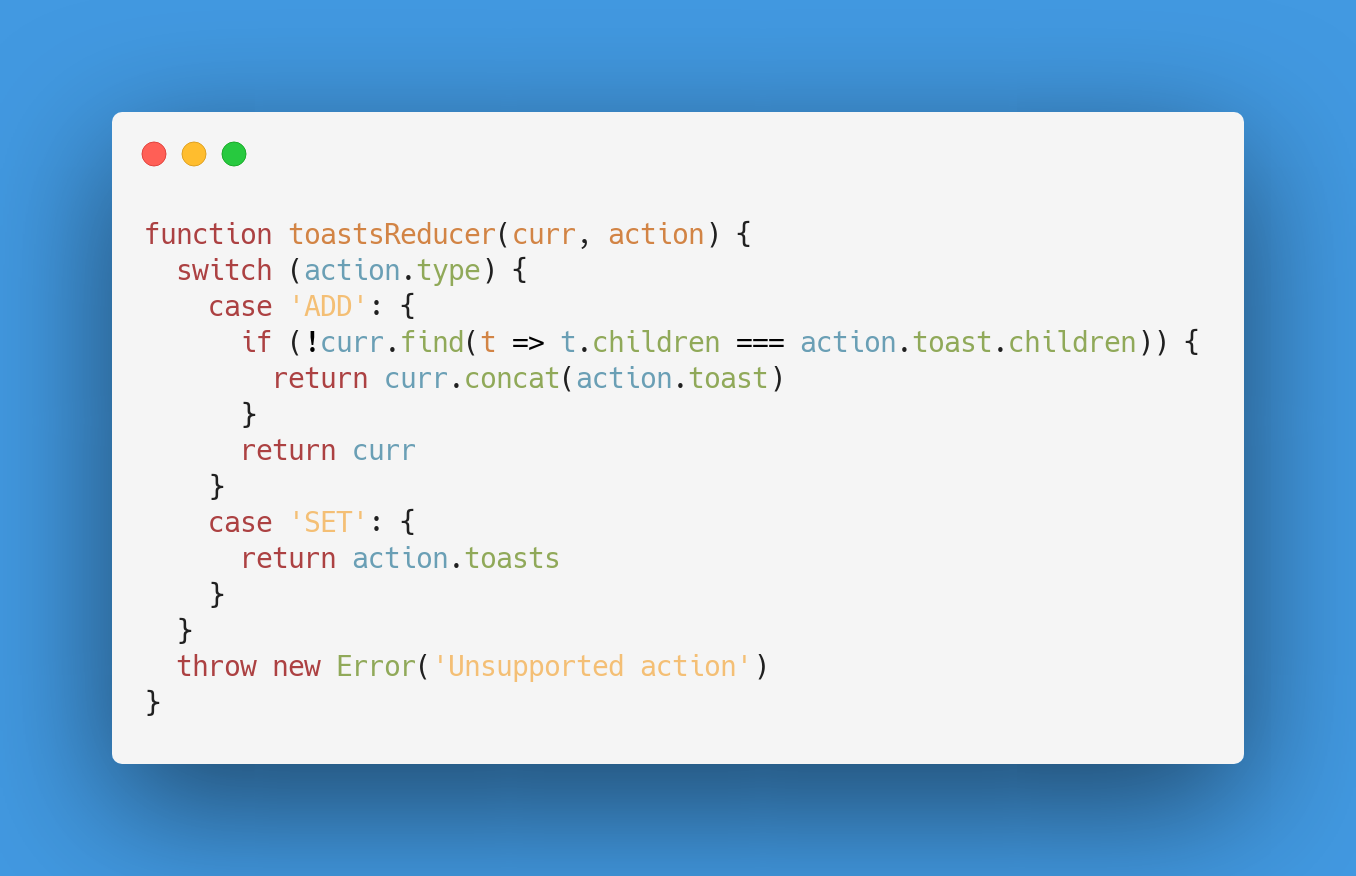 function toastsReducer(curr, action) {
  switch (action.type) {
    case 'ADD': {
      if (!curr.find(t => t.children === action.toast.children)) {
        return curr.concat(action.toast)
      }
      return curr
    }
    case 'SET': {
      return action.toasts
    }
  }
  throw new Error('Unsupported action')
}